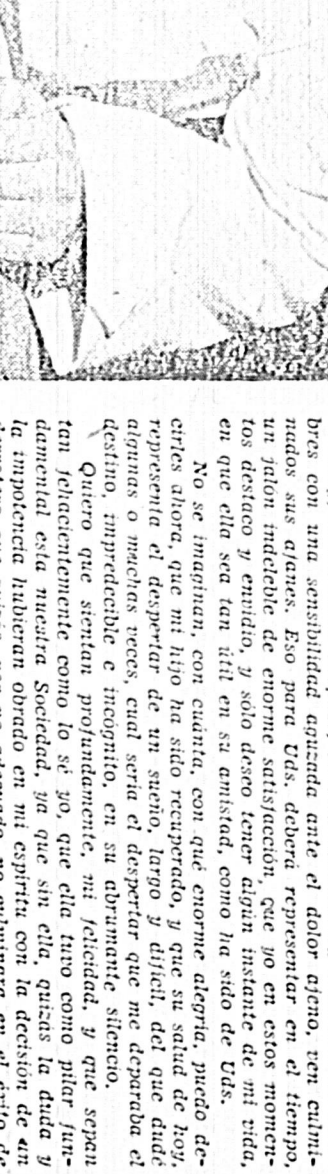 bres con una sensibilidad aguzada ante el dolor ajeno, ven culmi-
nados sus afanes. Eso para Uds. deberá representar en el tiempo
un jalón indeleble de enorme satisfacción, que yo en estos momen-
tos destaco y envidio, y sólo deseo tener algún instante de mi vida,
en que ella sea tan útil en su amistad, como ha sido de Uds.
No se imaginan, con cuánta, con qué enorme alegría, puedo de-
cirles ahora, que mi hijo ha sido recuperado, y que su salud de hoy,
representa el despertar de un sueño, largo y difícil, del que dudé
algunas o muchas veces, cual sería el despertar que me deparaba el
destino, impredecible e incógnito, en su abrumante silencio.
Quiero que sientan profundamente, mi felicidad, y que sepan
tan fehacientemente como lo sé yo, que ella tuvo como pilar fun-
damental esta nuestra Sociedad, ya que sin ella, quizás la duda y
la impotencia hubieran obrado en mi espíritu con la decisión de un